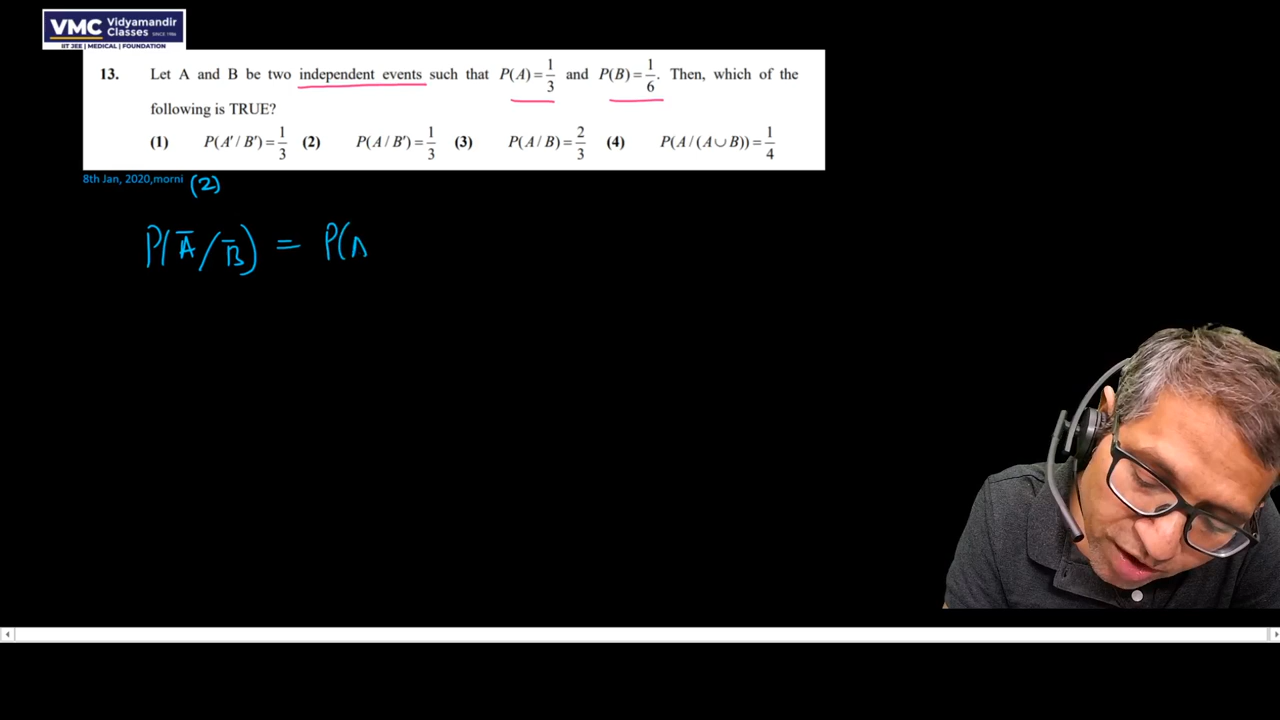 VMC Vidyamandir Classes SINCE 1986
IIT JEE | MEDICAL | FOUNDATION
13. Let A and B be two independent events such that P(A) = 1/3 and P(B) = 1/6. Then, which of the
following is TRUE?
(1) P(A′ / B′) = 1/3 (2) P(A / B′) = 1/3 (3) P(A / B) = 2/3 (4) P(A / (A ∪ B)) = 1/4
8th Jan, 2020,morni (2)
P(A̅/B̅) = P(A